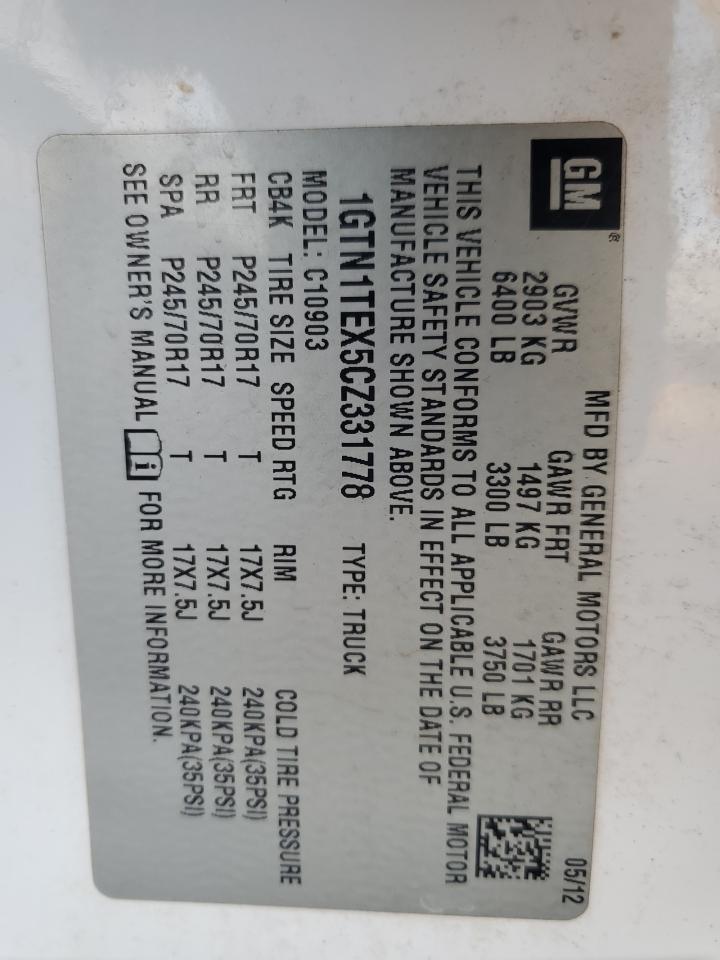 GM®
MFD BY GENERAL MOTORS LLC 05/12
GVWR GAWR FRT GAWR RR
2903 KG 1497 KG 1701 KG
6400 LB 3300 LB 3750 LB
THIS VEHICLE CONFORMS TO ALL APPLICABLE U.S. FEDERAL MOTOR
VEHICLE SAFETY STANDARDS IN EFFECT ON THE DATE OF
MANUFACTURE SHOWN ABOVE.
1GTN1TEX5CZ331778 TYPE: TRUCK
MODEL: C10903
CB4K TIRE SIZE SPEED RTG RIM COLD TIRE PRESSURE
FRT P245/70R17 T 17X7.5J 240KPA(35PSI)
RR P245/70R17 T 17X7.5J 240KPA(35PSI)
SPA P245/70R17 T 17X7.5J 240KPA(35PSI)
SEE OWNER'S MANUAL i FOR MORE INFORMATION.